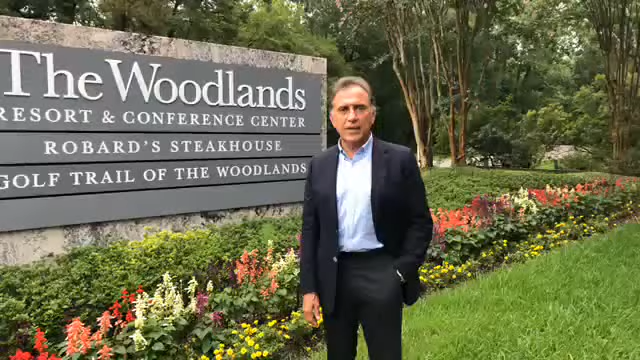 The Woodlands
RESORT & CONFERENCE CENTER
ROBARD'S STEAKHOUSE
GOLF TRAIL OF THE WOODLANDS